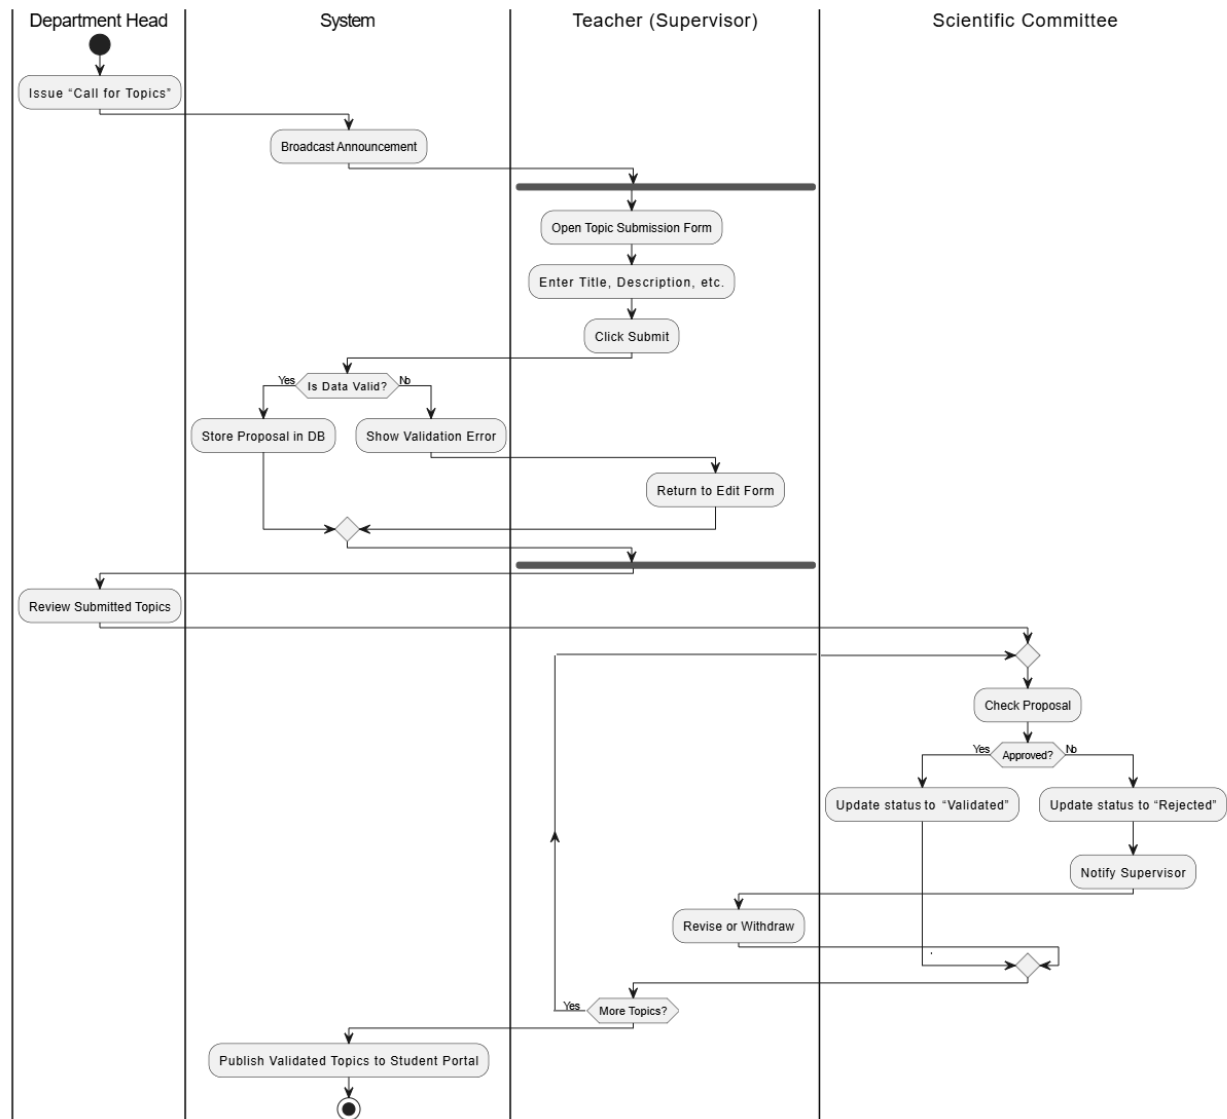 Department Head
System
Teacher (Supervisor)
Scientific Committee
Issue “Call for Topics”
Broadcast Announcement
Open Topic Submission Form
Enter Title, Description, etc.
Click Submit
Yes
Is Data Valid?
No
Store Proposal in DB
Show Validation Error
Return to Edit Form
Review Submitted Topics
Check Proposal
Yes
Approved?
No
Update status to “Validated”
Update status to “Rejected”
Notify Supervisor
Revise or Withdraw
Yes
More Topics?
Publish Validated Topics to Student Portal